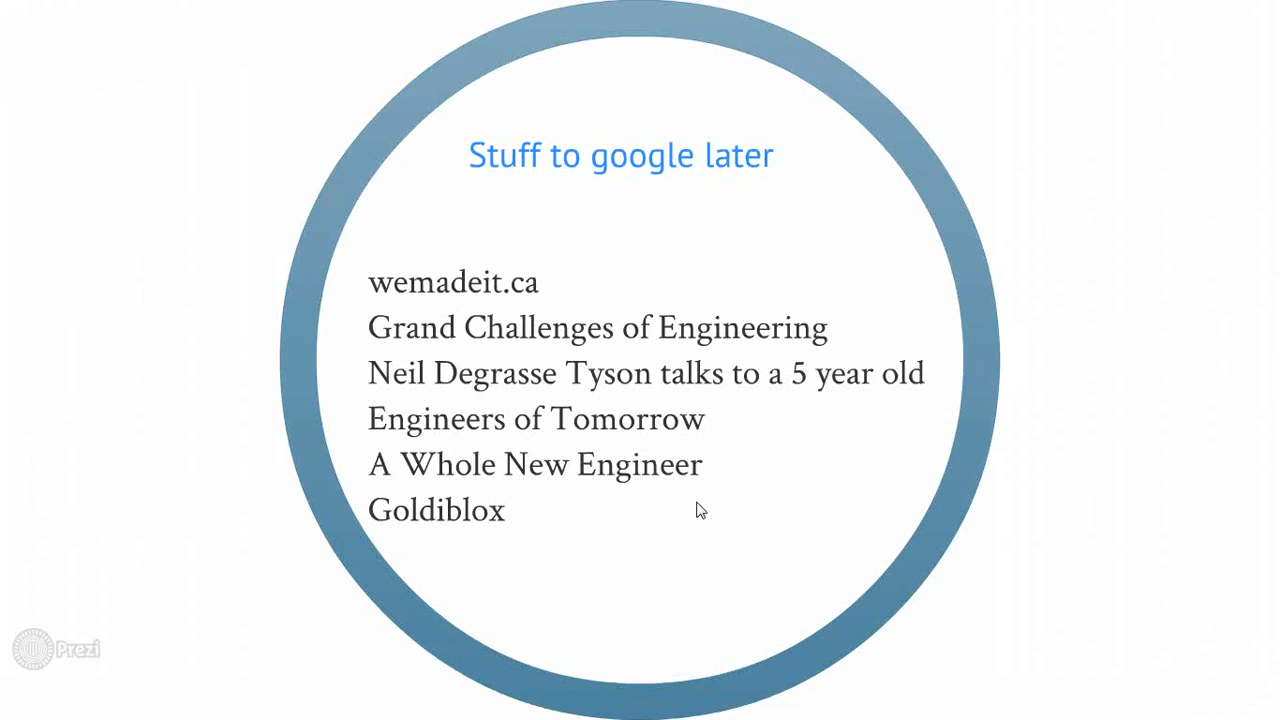 Stuff to google later
wemadeit.ca
Grand Challenges of Engineering
Neil Degrasse Tyson talks to a 5 year old
Engineers of Tomorrow
A Whole New Engineer
Goldiblox
Prezi